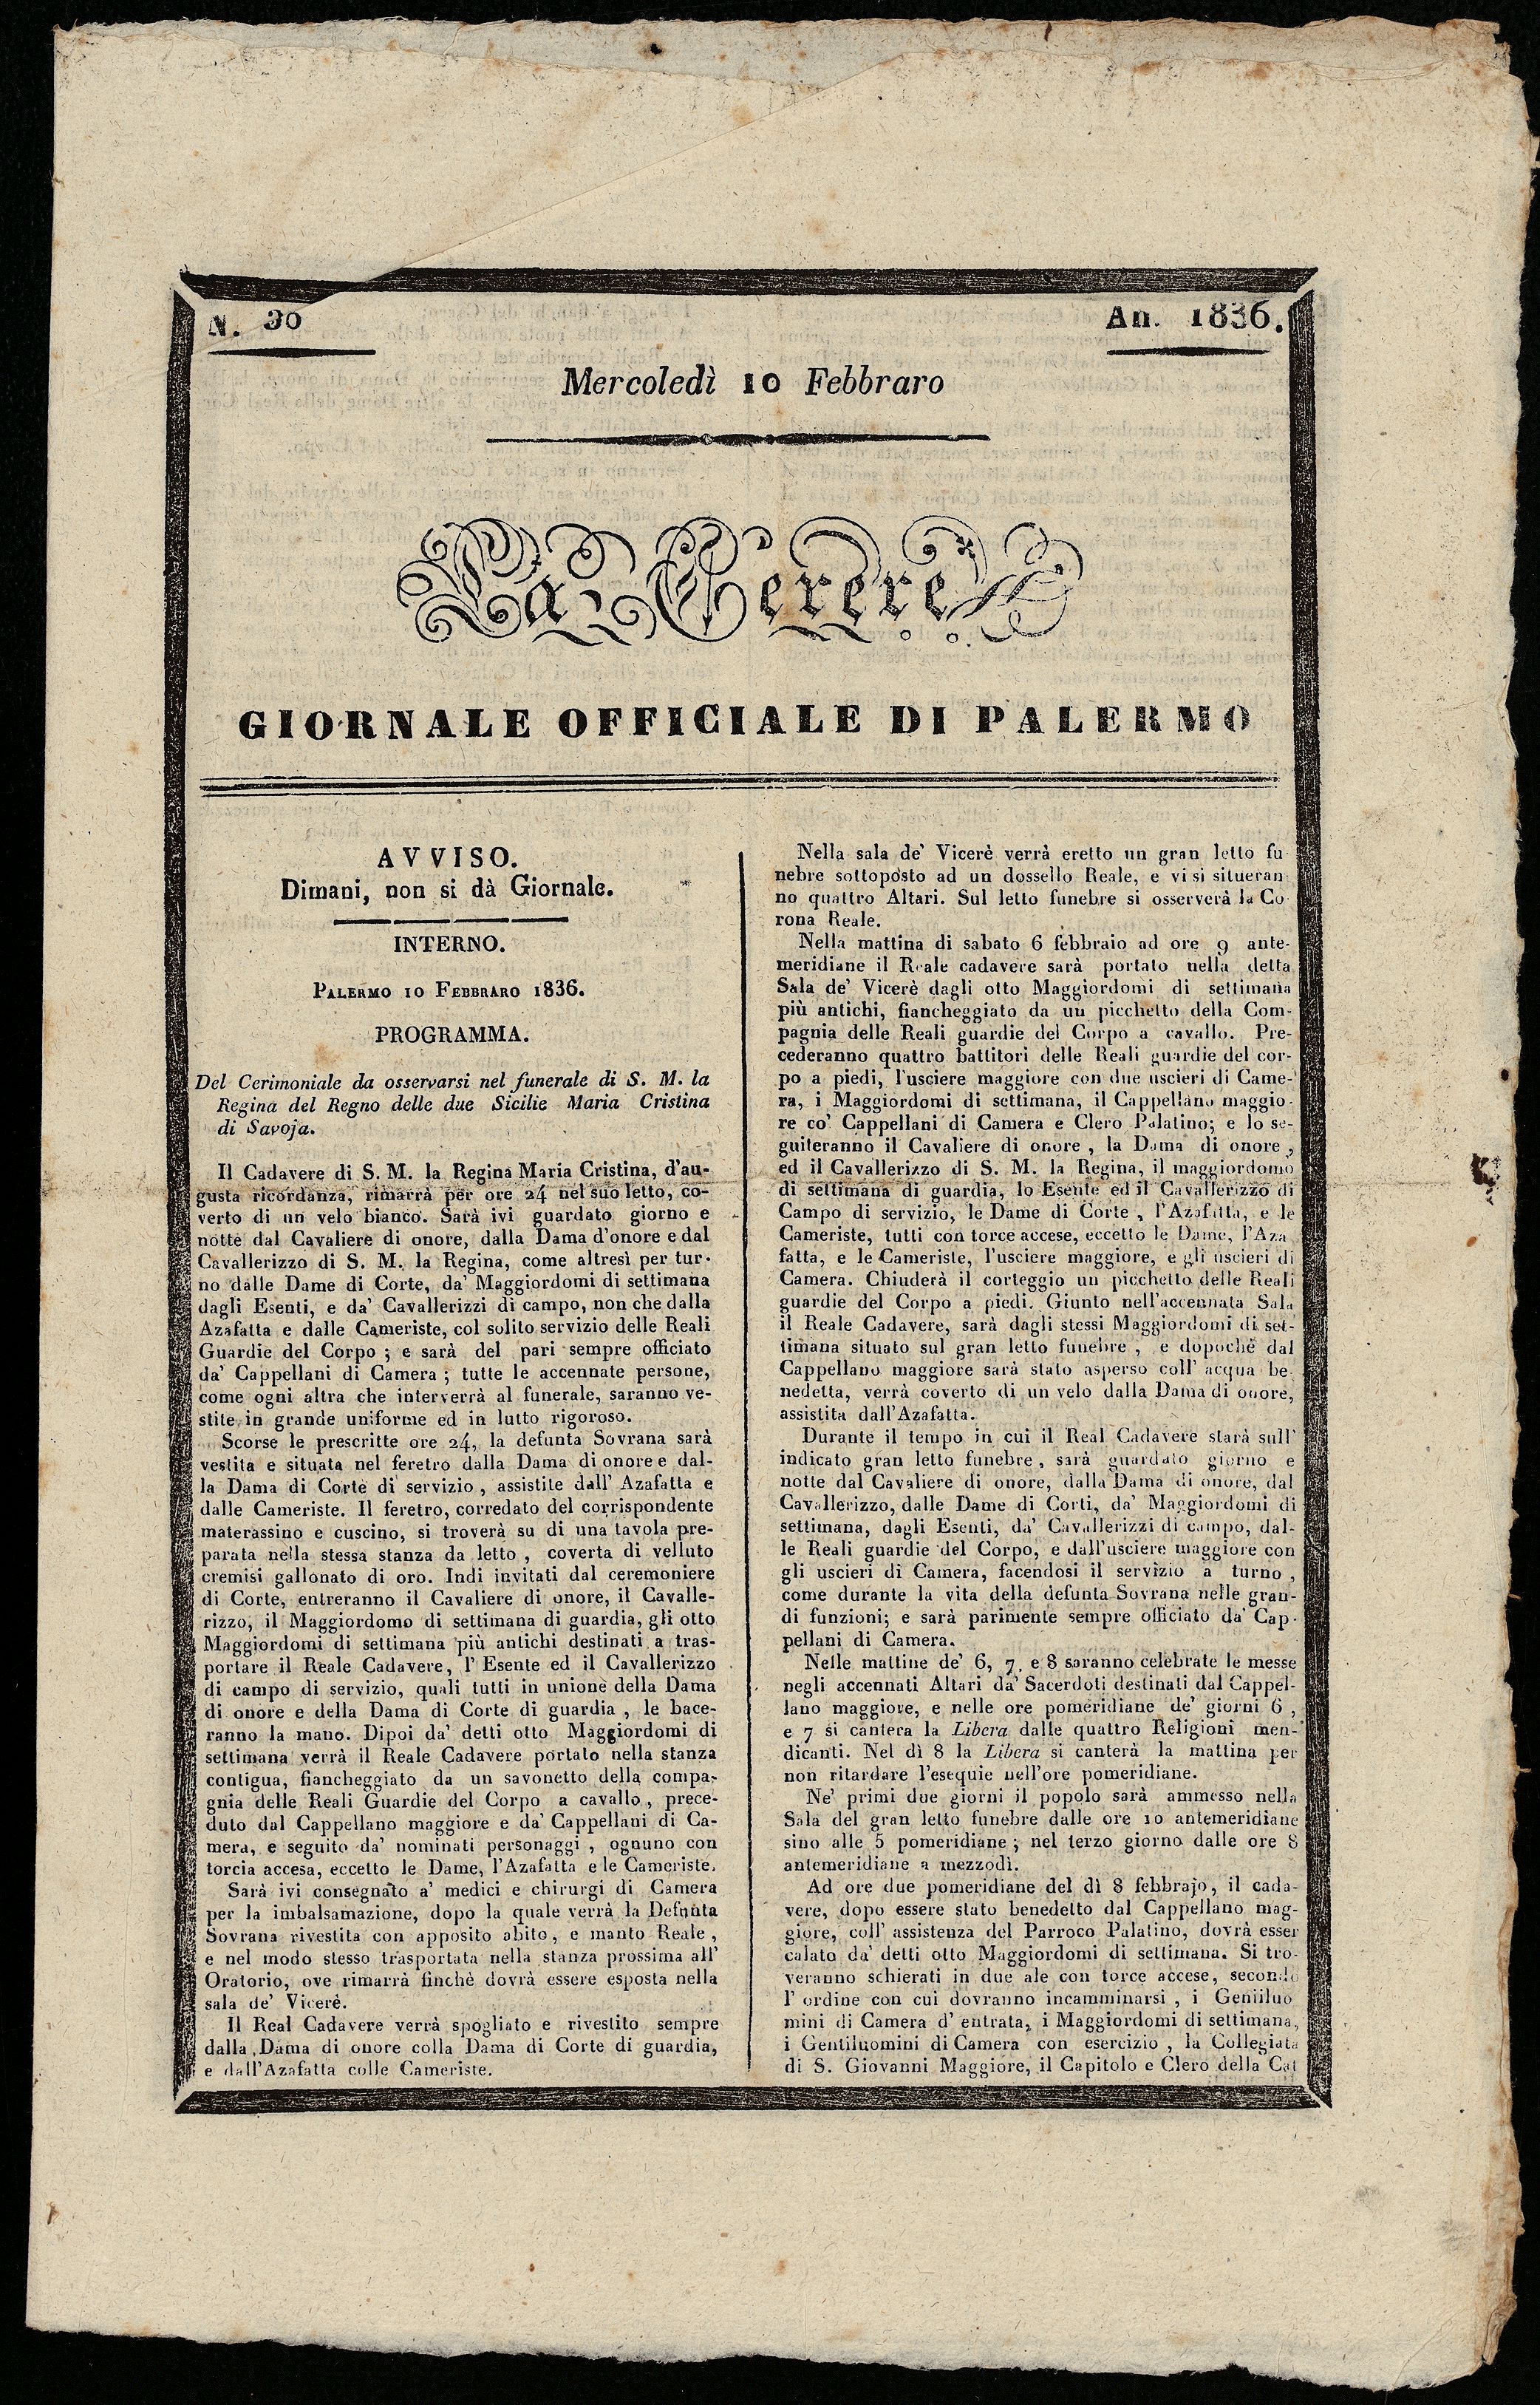 N. 30
An. 1836.
Mercoledì 10 Febbraro
La Cerere
GIORNALE OFFICIALE DI PALERMO
AVVISO.
Dimani, non si dà Giornale.
INTERNO.
PALERMO 10 FEBBRARO 1836.
PROGRAMMA.
Del Cerimoniale da osservarsi nel funerale di S. M. la
Regina del Regno delle due Sicilie Maria Cristina
di Savoja.
Il Cadavere di S. M. la Regina Maria Cristina, d'au-
gusta ricordanza, rimarrà per ore 24 nel suo letto, co-
verto di un velo bianco. Sarà ivi guardato giorno e
notte dal Cavaliere di onore, dalla Dama d'onore e dal
Cavallerizzo di S. M. la Regina, come altresì per tur-
no dalle Dame di Corte, da' Maggiordomi di settimana
dagli Esenti, e da' Cavallerizzi di campo, non che dalla
Azafatta e dalle Cameriste, col solito servizio delle Reali
Guardie del Corpo ; e sarà del pari sempre officiato
da' Cappellani di Camera ; tutte le accennate persone,
come ogni altra che interverrà al funerale, saranno ve-
stite in grande uniforme ed in lutto rigoroso.
Scorse le prescritte ore 24, la defunta Sovrana sarà
vestita e situata nel feretro dalla Dama di onore e dal-
la Dama di Corte di servizio , assistite dall' Azafatta e
dalle Cameriste. Il feretro, corredato del corrispondente
materassino e cuscino, si troverà su di una tavola pre-
parata nella stessa stanza da letto , coverta di velluto
cremisi gallonato di oro. Indi invitati dal ceremoniere
di Corte, entreranno il Cavaliere di onore, il Cavalle-
rizzo, il Maggiordomo di settimana di guardia, gli otto
Maggiordomi di settimana più antichi destinati a tras-
portare il Reale Cadavere, l' Esente ed il Cavallerizzo
di campo di servizio, quali tutti in unione della Dama
di onore e della Dama di Corte di guardia , le bace-
ranno la mano. Dipoi da' detti otto Maggiordomi di
settimana verrà il Reale Cadavere portato nella stanza
contigua, fiancheggiato da un savonetto della compa-
gnia delle Reali Guardie del Corpo a cavallo , prece-
duto dal Cappellano maggiore e da' Cappellani di Ca-
mera, e seguito da' nominati personaggi , ognuno con
torcia accesa, eccetto le Dame, l'Azafatta e le Cameriste.
Sarà ivi consegnato a' medici e chirurgi di Camera
per la imbalsamazione, dopo la quale verrà la Defunta
Sovrana rivestita con apposito abito, e manto Reale ,
e nel modo stesso trasportata nella stanza prossima all'
Oratorio, ove rimarrà finchè dovrà essere esposta nella
sala de' Vicerè.
Il Real Cadavere verrà spogliato e rivestito sempre
dalla Dama di onore colla Dama di Corte di guardia,
e dall'Azafatta colle Cameriste.
Nella sala de' Vicerè verrà eretto un gran letto fu
nebre sottoposto ad un dossello Reale, e vi si situeran
no quattro Altari. Sul letto funebre si osserverà la Co
rona Reale.
Nella mattina di sabato 6 febbraio ad ore 9 ante-
meridiane il Reale cadavere sarà portato nella detta
Sala de' Vicerè dagli otto Maggiordomi di settimana
più antichi, fiancheggiato da un picchetto della Com-
pagnia delle Reali guardie del Corpo a cavallo. Pre-
cederanno quattro battitori delle Reali guardie del cor-
po a piedi, l'usciere maggiore con due uscieri di Came-
ra, i Maggiordomi di settimana, il Cappellano maggio-
re co' Cappellani di Camera e Clero Palatino; e lo se-
guiteranno il Cavaliere di onore , la Dama di onore ,
ed il Cavallerizzo di S. M. la Regina, il maggiordomo
di settimana di guardia, lo Esente ed il Cavallerizzo di
Campo di servizio, le Dame di Corte , l'Azafatta, e le
Cameriste, tutti con torce accese, eccetto le Dame, l'Aza
fatta, e le Cameriste, l'usciere maggiore, e gli uscieri di
Camera. Chiuderà il corteggio un picchetto delle Reali
guardie del Corpo a piedi. Giunto nell'accennata Sala
il Reale Cadavere, sarà dagli stessi Maggiordomi di set-
timana situato sul gran letto funebre , e dopochè dal
Cappellano maggiore sarà stato asperso coll' acqua be
nedetta, verrà coverto di un velo dalla Dama di onore,
assistita dall'Azafatta.
Durante il tempo in cui il Real Cadavere starà sull'
indicato gran letto funebre , sarà guardato giorno e
notte dal Cavaliere di onore, dalla Dama di onore, dal
Cavallerizzo, dalle Dame di Corti, da' Maggiordomi di
settimana, dagli Esenti, da' Cavallerizzi di campo, dal-
le Reali guardie del Corpo, e dall'usciere maggiore con
gli uscieri di Camera, facendosi il servizio a turno ,
come durante la vita della defunta Sovrana nelle gran-
di funzioni; e sarà parimente sempre officiato da' Cap-
pellani di Camera.
Nelle mattine de' 6, 7, e 8 saranno celebrate le messe
negli accennati Altari da' Sacerdoti destinati dal Cappel-
lano maggiore, e nelle ore pomeridiane de' giorni 6 ,
e 7 si cantera la Libera dalle quattro Religioni men-
dicanti. Nel dì 8 la Libera si canterà la mattina per
non ritardare l'esequie nell'ore pomeridiane.
Ne' primi due giorni il popolo sarà ammesso nella
Sala del gran letto funebre dalle ore 10 antemeridiane
sino alle 5 pomeridiane ; nel terzo giorno dalle ore 8
antemeridiane a mezzodì.
Ad ore due pomeridiane del dì 8 febbrajo, il cada-
vere, dopo essere stato benedetto dal Cappellano mag-
giore, coll' assistenza del Parroco Palatino, dovrà esser
calato da' detti otto Maggiordomi di settimana. Si tro-
veranno schierati in due ale con torce accese, secondo
l' ordine con cui dovranno incamminarsi , i Geniiluo
mini di Camera d' entrata, i Maggiordomi di settimana,
i Gentiluomini di Camera con esercizio , la Collegiata
di S. Giovanni Maggiore, il Capitolo e Clero della Cat